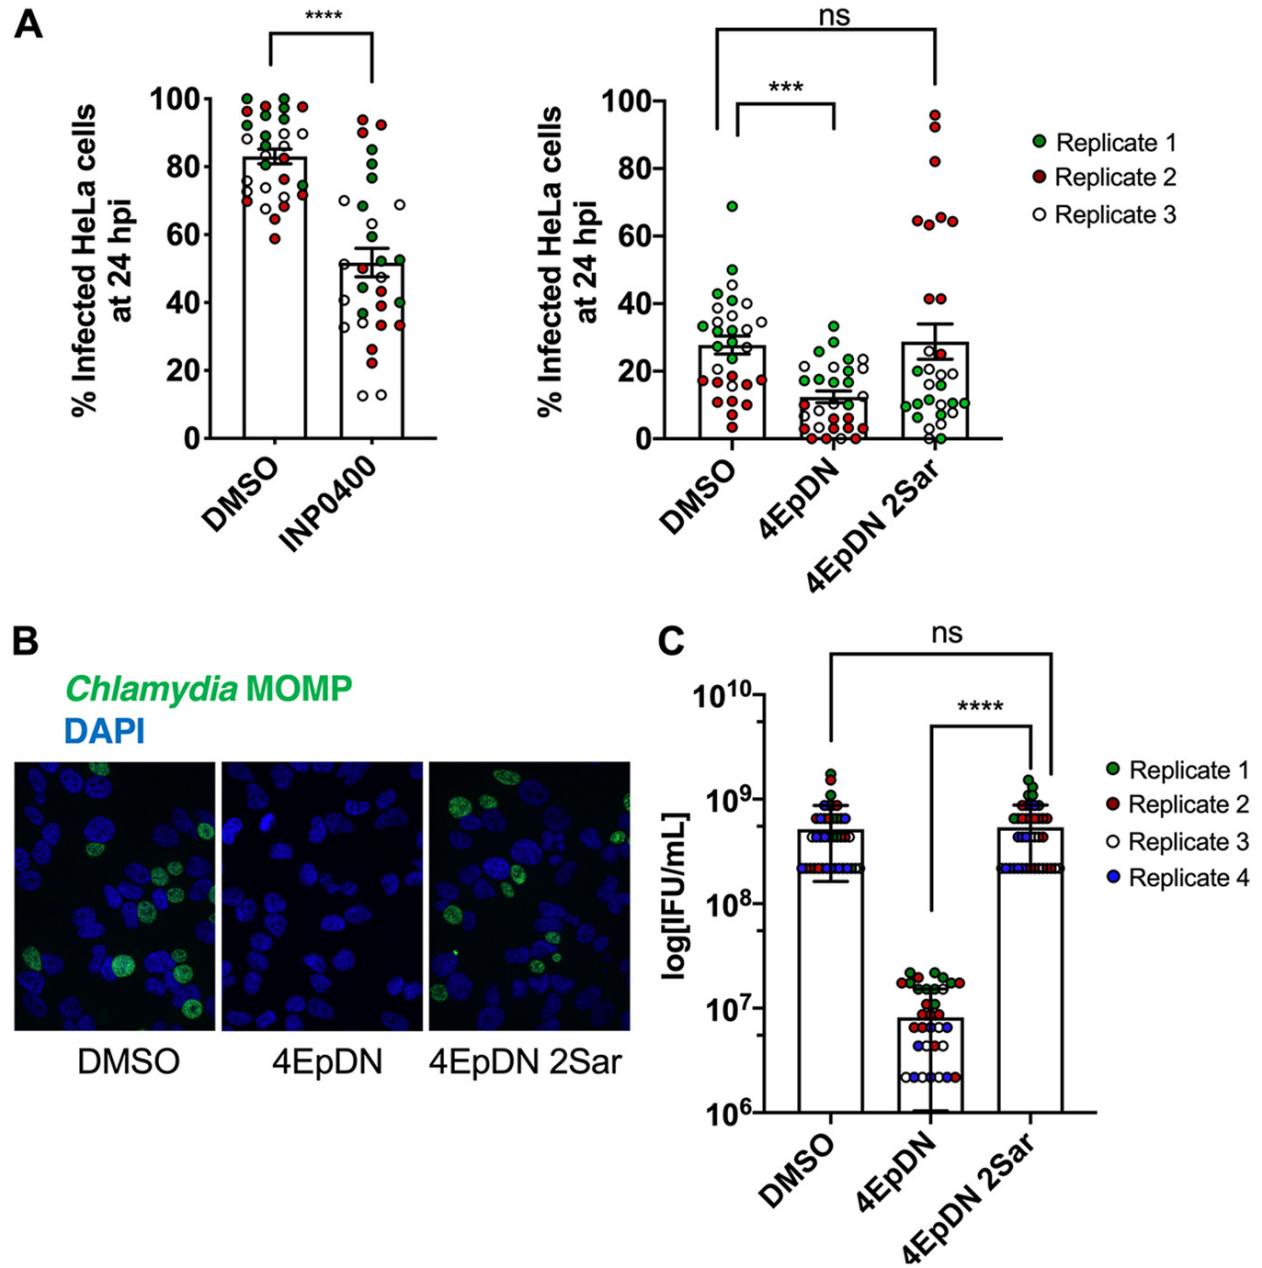 A
****
% Infected HeLa cells
at 24 hpi
100
80
60
40
20
0
DMSO
INP0400
ns
***
% Infected HeLa cells
at 24 hpi
100
80
60
40
20
0
DMSO
4EpDN
4EpDN 2Sar
Replicate 1
Replicate 2
Replicate 3
B
Chlamydia MOMP
DAPI
DMSO
4EpDN
4EpDN 2Sar
C
ns
****
log[IFU/mL]
10^10
10^9
10^8
10^7
10^6
DMSO
4EpDN
4EpDN 2Sar
Replicate 1
Replicate 2
Replicate 3
Replicate 4